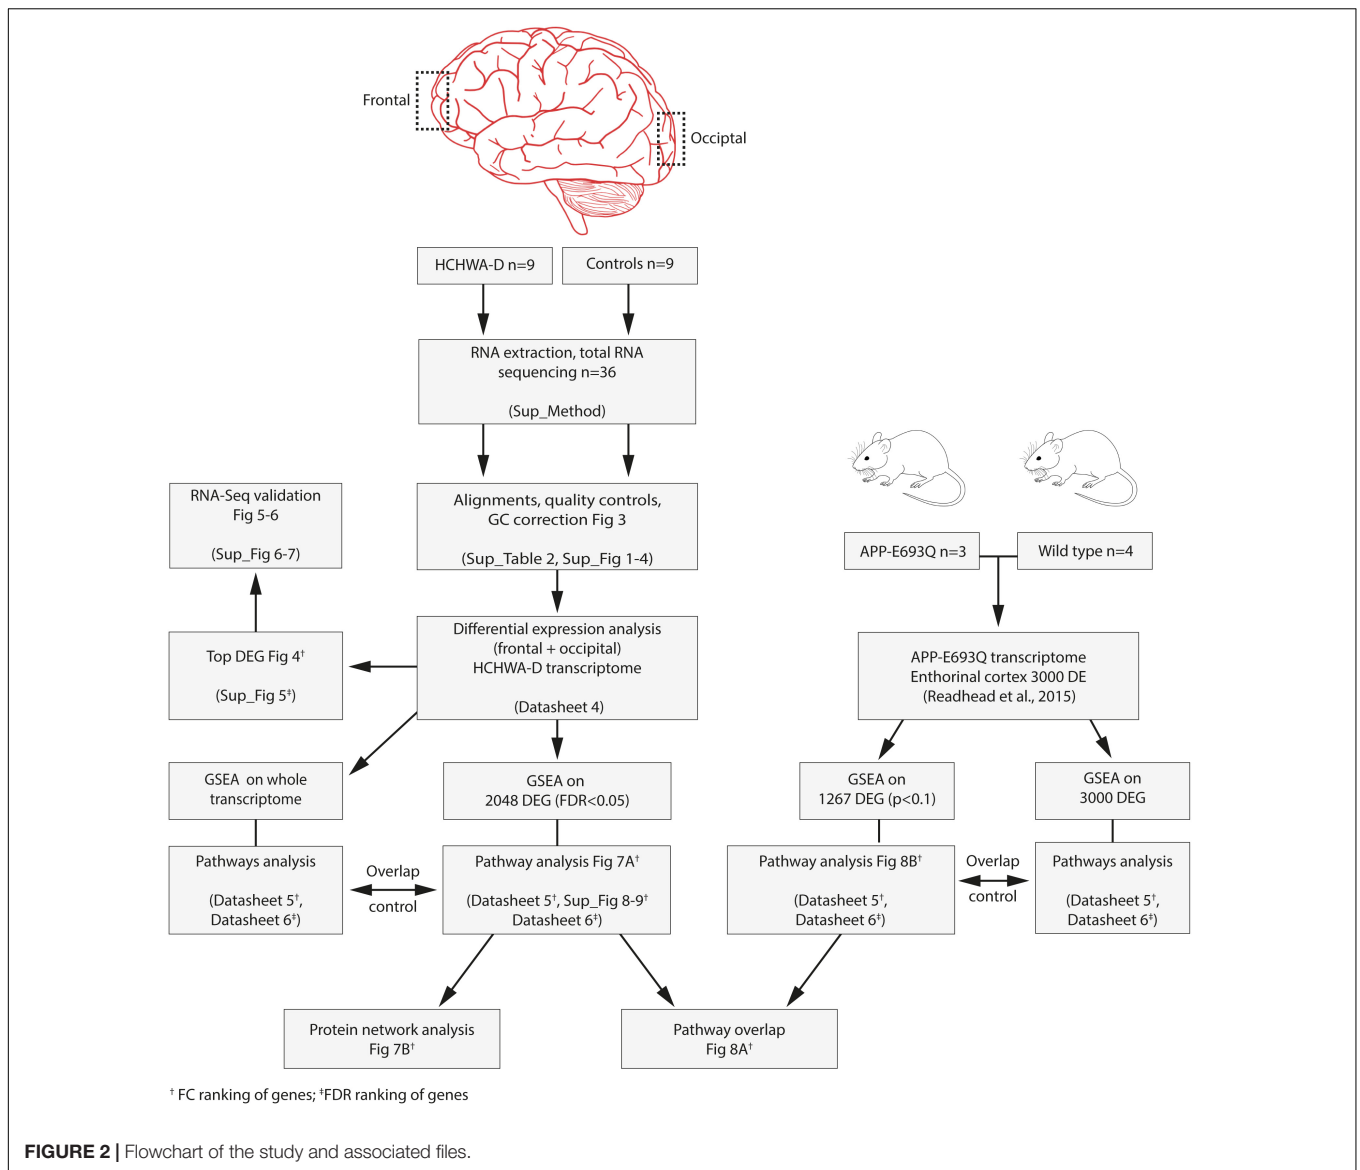 Frontal
Occiptal
HCHWA-D n=9
Controls n=9
RNA extraction, total RNA
sequencing n=36
(Sup_Method)
RNA-Seq validation
Fig 5-6
(Sup_Fig 6-7)
Alignments, quality controls,
GC correction Fig 3
(Sup_Table 2, Sup_Fig 1-4)
APP-E693Q n=3
Wild type n=4
Top DEG Fig 4†
(Sup_Fig 5‡)
Differential expression analysis
(frontal + occipital)
HCHWA-D transcriptome
(Datasheet 4)
APP-E693Q transcriptome
Enthorinal cortex 3000 DE
(Readhead et al., 2015)
GSEA on whole
transcriptome
GSEA on
2048 DEG (FDR<0.05)
GSEA on
1267 DEG (p<0.1)
GSEA on
3000 DEG
Pathways analysis
(Datasheet 5†,
Datasheet 6‡)
Overlap
control
Pathway analysis Fig 7A†
(Datasheet 5†, Sup_Fig 8-9†
Datasheet 6‡)
Pathway analysis Fig 8B†
(Datasheet 5†,
Datasheet 6‡)
Overlap
control
Pathways analysis
(Datasheet 5†,
Datasheet 6‡)
Protein network analysis
Fig 7B†
Pathway overlap
Fig 8A†
† FC ranking of genes; ‡FDR ranking of genes
FIGURE 2 | Flowchart of the study and associated files.